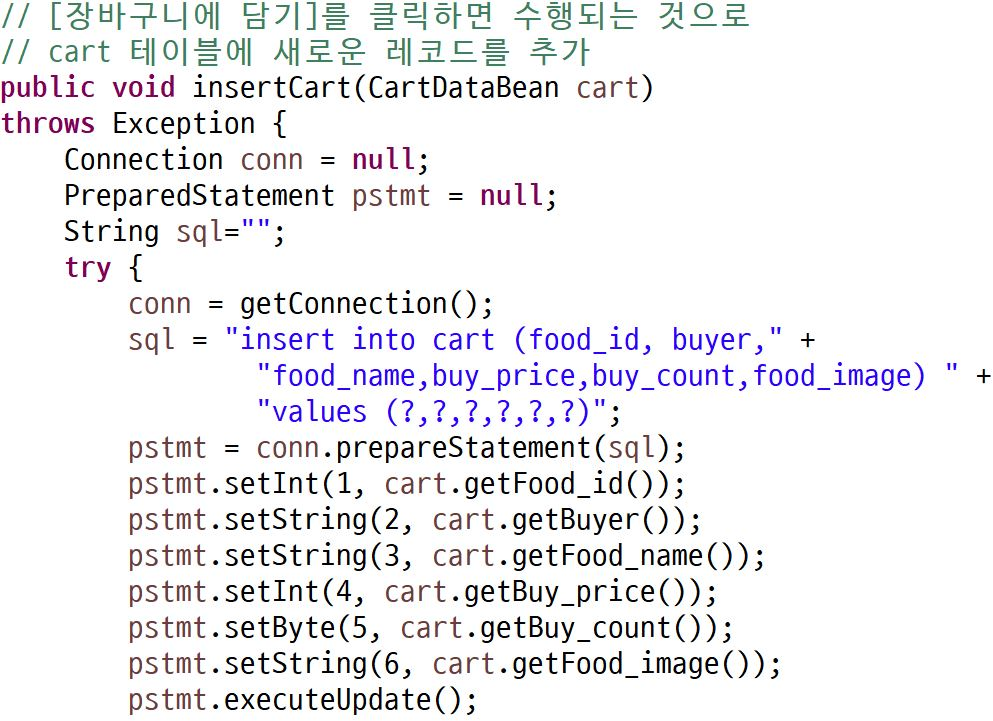 // [장바구니에 담기]를 클릭하면 수행되는 것으로
// cart 테이블에 새로운 레코드를 추가
public void insertCart(CartDataBean cart)
throws Exception {
    Connection conn = null;
    PreparedStatement pstmt = null;
    String sql="";
    try {
        conn = getConnection();
        sql = "insert into cart (food_id, buyer," +
                "food_name,buy_price,buy_count,food_image) " +
                "values (?,?,?,?,?,?)";
        pstmt = conn.prepareStatement(sql);
        pstmt.setInt(1, cart.getFood_id());
        pstmt.setString(2, cart.getBuyer());
        pstmt.setString(3, cart.getFood_name());
        pstmt.setInt(4, cart.getBuy_price());
        pstmt.setByte(5, cart.getBuy_count());
        pstmt.setString(6, cart.getFood_image());
        pstmt.executeUpdate();